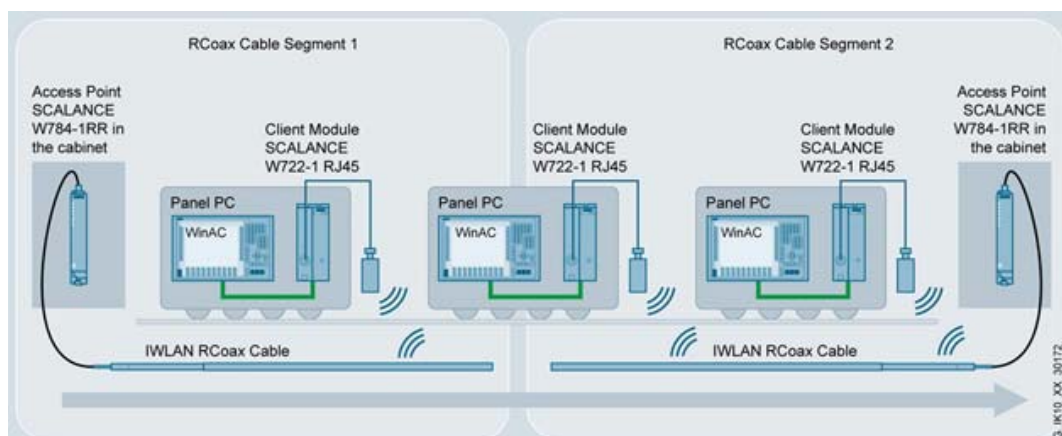 RCoax Cable Segment 1
RCoax Cable Segment 2
Access Point
SCALANCE
W784-1RR in
the cabinet
Client Module
SCALANCE
W722-1 RJ45
Client Module
SCALANCE
W722-1 RJ45
Client Module
SCALANCE
W722-1 RJ45
Access Point
SCALANCE
W784-1RR in
the cabinet
Panel PC
WinAC
Panel PC
WinAC
Panel PC
WinAC
IWLAN RCoax Cable
IWLAN RCoax Cable
G_IK10_XX_30172